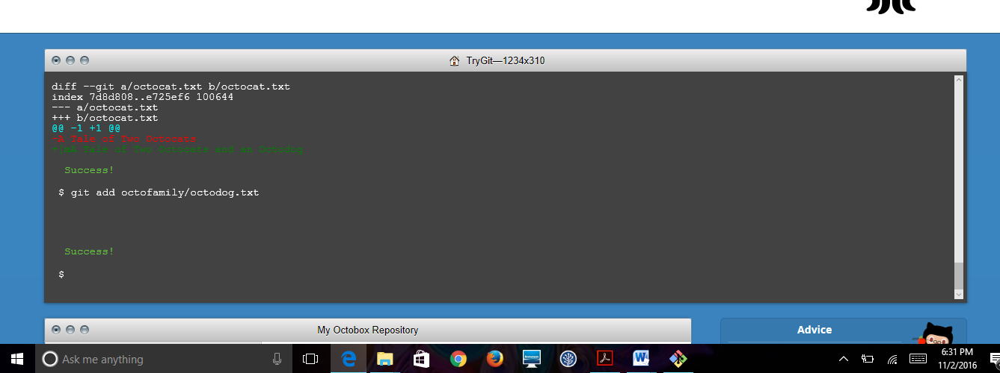 TryGit—1234x310
diff --git a/octocat.txt b/octocat.txt
index 7d8d808..e725ef6 100644
--- a/octocat.txt
+++ b/octocat.txt
@@ -1 +1 @@
-A Tale of Two Octocats
+[mA Tale of Two Octocats and an Octodog
Success!
$ git add octofamily/octodog.txt
Success!
$
My Octobox Repository
Advice
Ask me anything
6:31 PM
11/2/2016